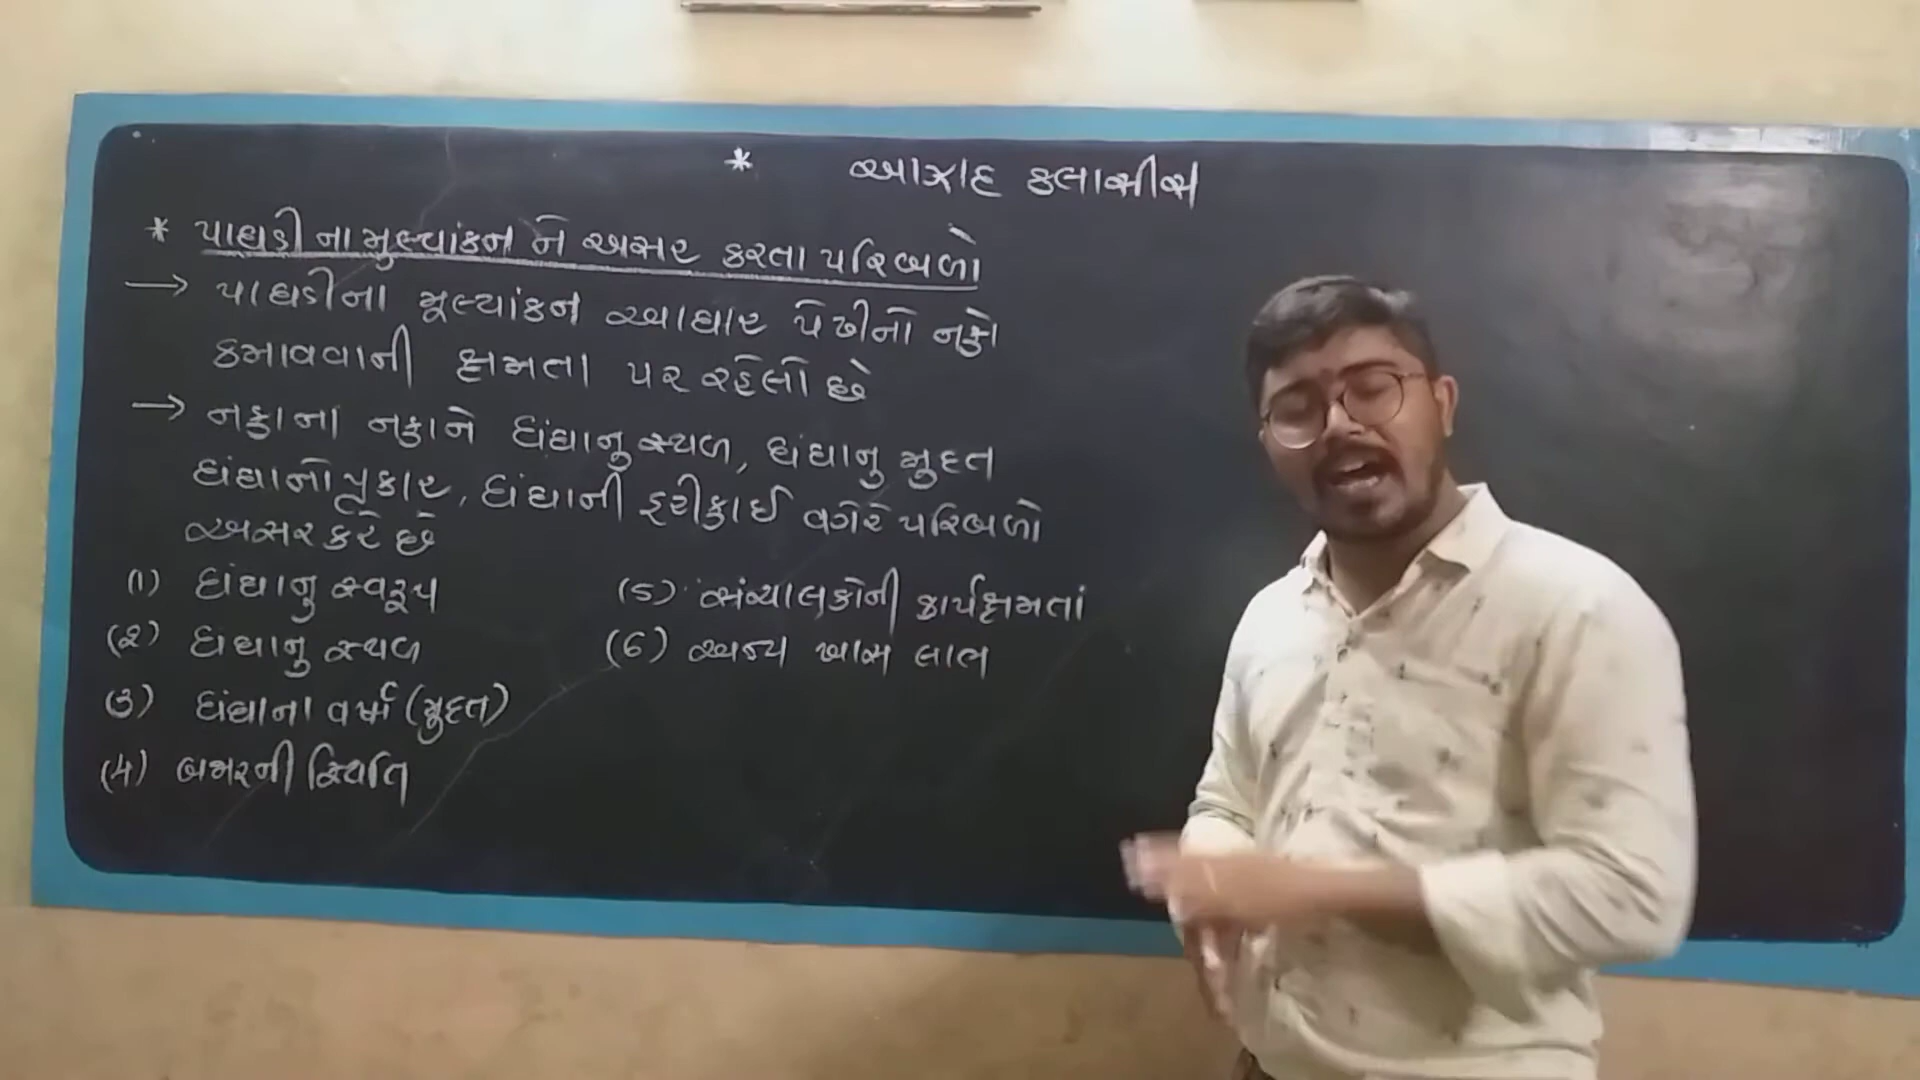 * આઝાદ કલાસીસ
* પાઘડી ના મુલ્યાંકન ને અસર કરતા પરિબળો
→ પાઘડીના મૂલ્યાંકન આધાર પેઢીનો નફો
કમાવવાની ક્ષમતા પર રહેલો છે
→ નફાના નફાને ધંધાનુ સ્થળ, ધંધાનુ મુદત
ધંધાનો પ્રકાર, ધંધાની હરીફાઈ વગેરે પરિબળો
અસર કરે છે
(1) ધંધાનુ સ્વરૂપ
(2) ધંધાનુ સ્થળ
(3) ધંધાના વર્ષો (મુદત)
(4) બજારની સ્થિતિ
(5) સંચાલકોની કાર્યક્ષમતાં
(6) અન્ય ખાસ લાભ